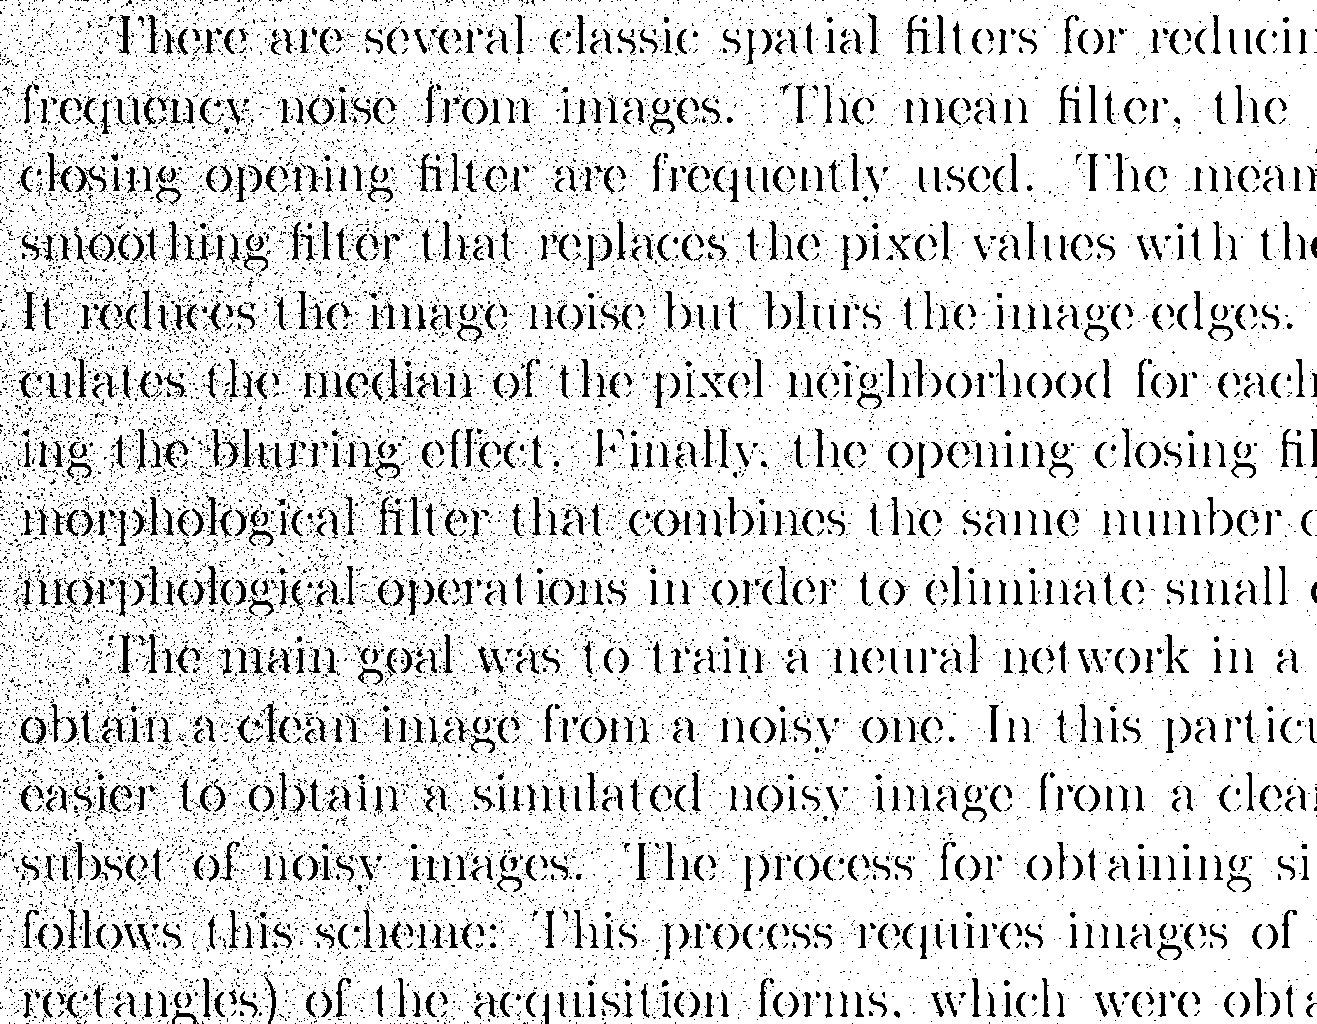 There are several classic spatial filters for reducin
frequency noise from images. The mean filter, the
closing opening filter are frequently used. The mean
smoothing filter that replaces the pixel values with the
It reduces the image noise but blurs the image edges.
culates the median of the pixel neighborhood for each
ing the blurring effect. Finally, the opening closing fil
morphological filter that combines the same number o
morphological operations in order to eliminate small
The main goal was to train a neural network in a
obtain a clean image from a noisy one. In this particu
easier to obtain a simulated noisy image from a clean
subset of noisy images. The process for obtaining si
follows this scheme: This process requires images of
rectangles) of the acquisition forms, which were obta